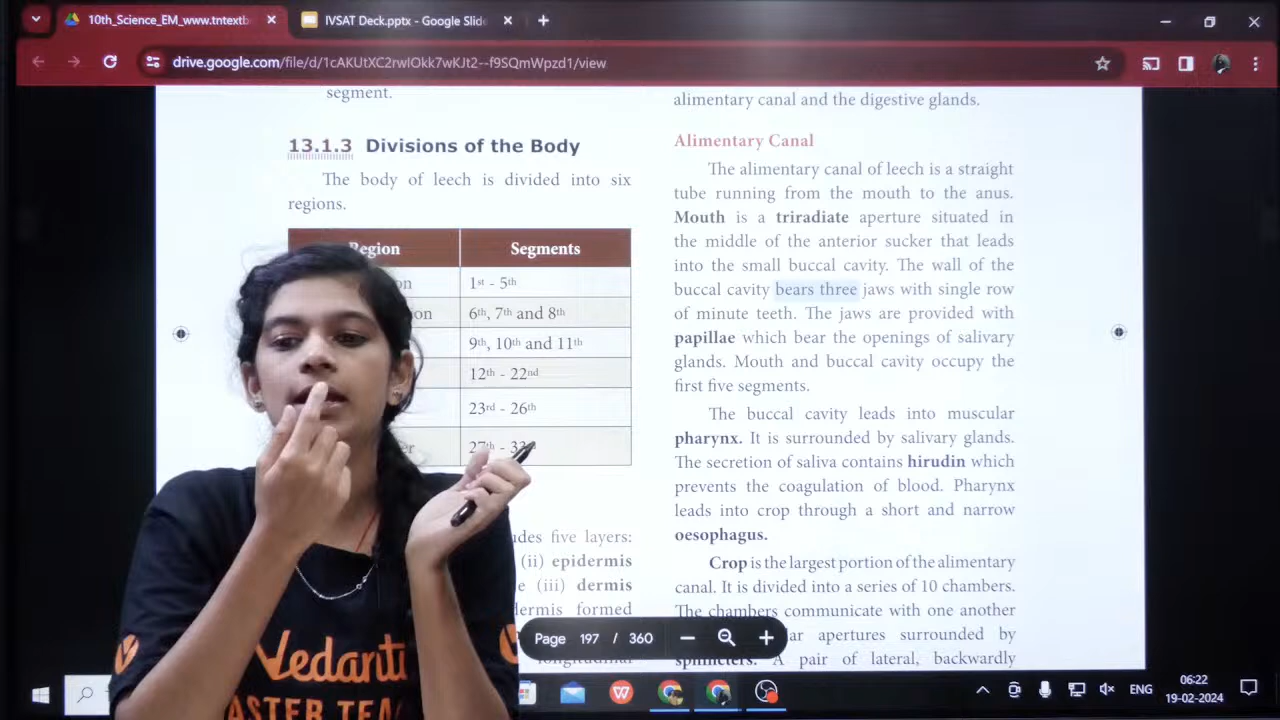 10th_Science_EM_www.tntextb
IVSAT Deck.pptx - Google Slide
drive.google.com/file/d/1cAKUtXC2rwIOkk7wKJt2--f9SQmWpzd1/view
segment.
13.1.3 Divisions of the Body
The body of leech is divided into six
regions.
Region Segments
1st - 5th
6th, 7th and 8th
9th, 10th and 11th
12th - 22nd
23rd - 26th
27th -
des five layers:
(ii) epidermis
(iii) dermis
dermis formed
longitudinal
alimentary canal and the digestive glands.
Alimentary Canal
The alimentary canal of leech is a straight
tube running from the mouth to the anus.
Mouth is a triradiate aperture situated in
the middle of the anterior sucker that leads
into the small buccal cavity. The wall of the
buccal cavity bears three jaws with single row
of minute teeth. The jaws are provided with
papillae which bear the openings of salivary
glands. Mouth and buccal cavity occupy the
first five segments.
The buccal cavity leads into muscular
pharynx. It is surrounded by salivary glands.
The secretion of saliva contains hirudin which
prevents the coagulation of blood. Pharynx
leads into crop through a short and narrow
oesophagus.
Crop is the largest portion of the alimentary
canal. It is divided into a series of 10 chambers.
The chambers communicate with one another
apertures surrounded by
sphincters. A pair of lateral, backwardly
Page 197 / 360
Vedant
ASTER TEA
ENG
06:22
19-02-2024